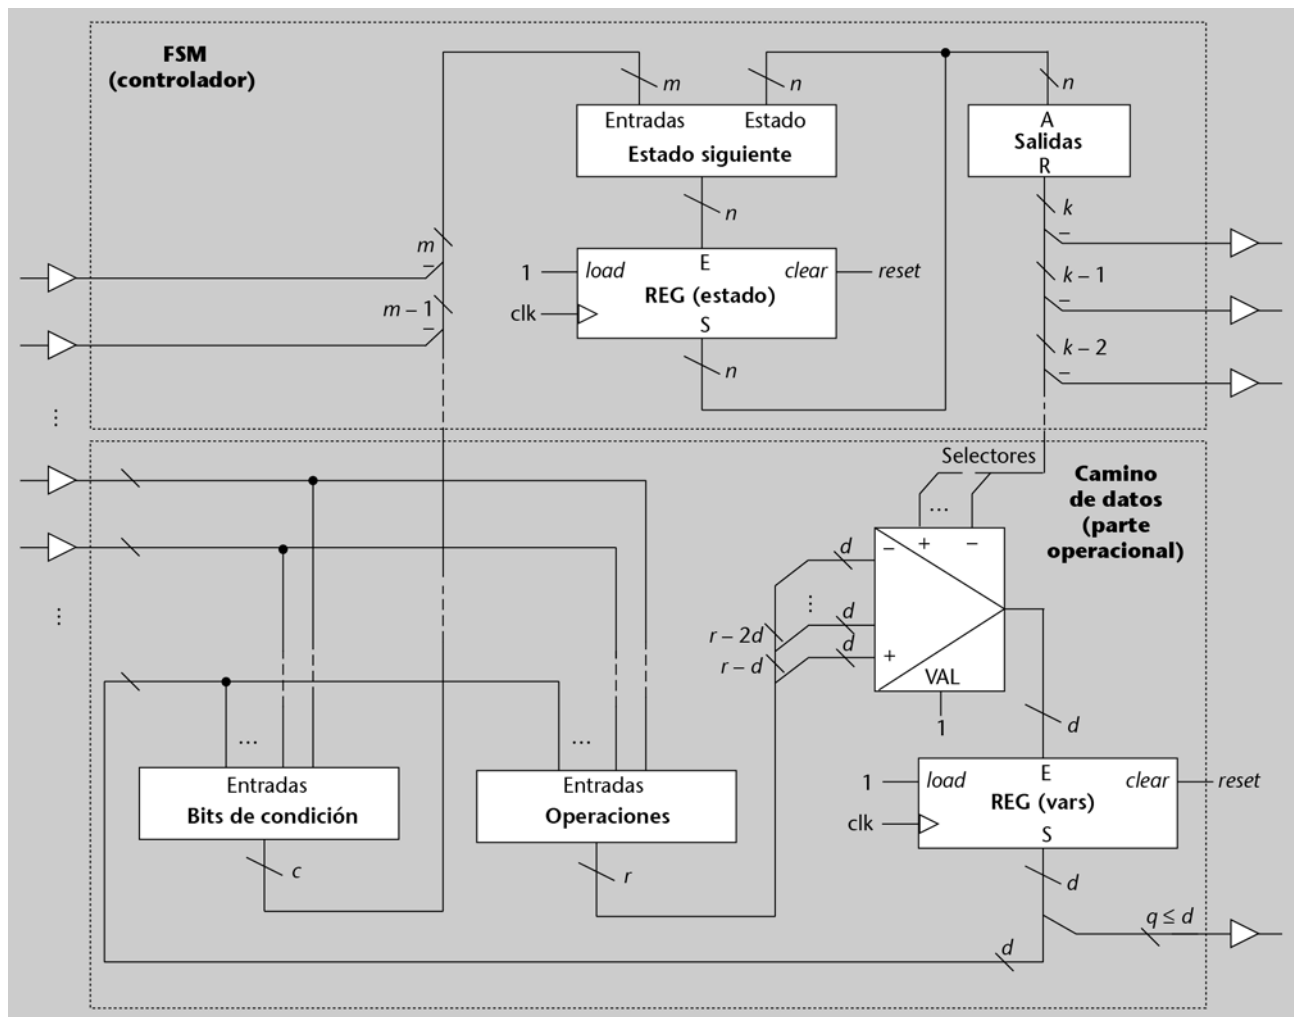 FSM
(controlador)
m
n
n
Entradas
Estado
Estado siguiente
A
Salidas
R
n
k
–
m
–
1
load
E
clear
reset
REG (estado)
clk
S
k – 1
–
m – 1
–
n
k – 2
–
...
Selectores
Camino
de datos
(parte
operacional)
...
d
–
+
–
...
d
r – 2d
d
r – d
+
VAL
1
...
...
...
d
Entradas
Bits de condición
Entradas
Operaciones
1
load
E
clear
reset
REG (vars)
clk
S
c
r
d
q ≤ d
d